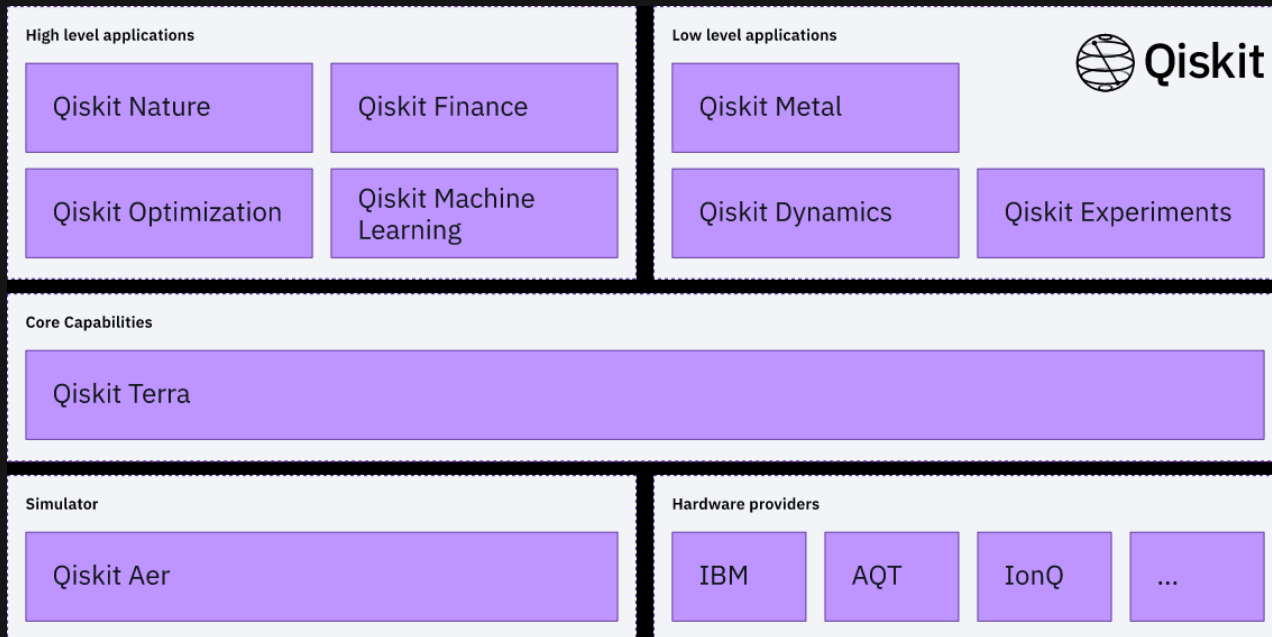 High level applications
Qiskit Nature
Qiskit Finance
Qiskit Optimization
Qiskit Machine
Learning
Low level applications
Qiskit
Qiskit Metal
Qiskit Dynamics
Qiskit Experiments
Core Capabilities
Qiskit Terra
Simulator
Qiskit Aer
Hardware providers
IBM
AQT
IonQ
...